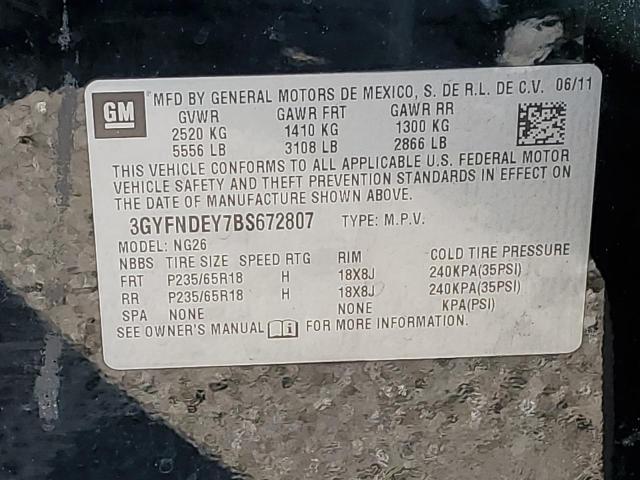 GM
MFD BY GENERAL MOTORS DE MEXICO, S. DE R.L. DE C.V. 06/11
GVWR GAWR FRT GAWR RR
2520 KG 1410 KG 1300 KG
5556 LB 3108 LB 2866 LB
THIS VEHICLE CONFORMS TO ALL APPLICABLE U.S. FEDERAL MOTOR
VEHICLE SAFETY AND THEFT PREVENTION STANDARDS IN EFFECT ON
THE DATE OF MANUFACTURE SHOWN ABOVE.
3GYFNDEY7BS672807 TYPE: M.P.V.
MODEL: NG26
NBBS TIRE SIZE SPEED RTG RIM COLD TIRE PRESSURE
FRT P235/65R18 H 18X8J 240KPA(35PSI)
RR P235/65R18 H 18X8J 240KPA(35PSI)
SPA NONE NONE KPA(PSI)
SEE OWNER'S MANUAL FOR MORE INFORMATION.